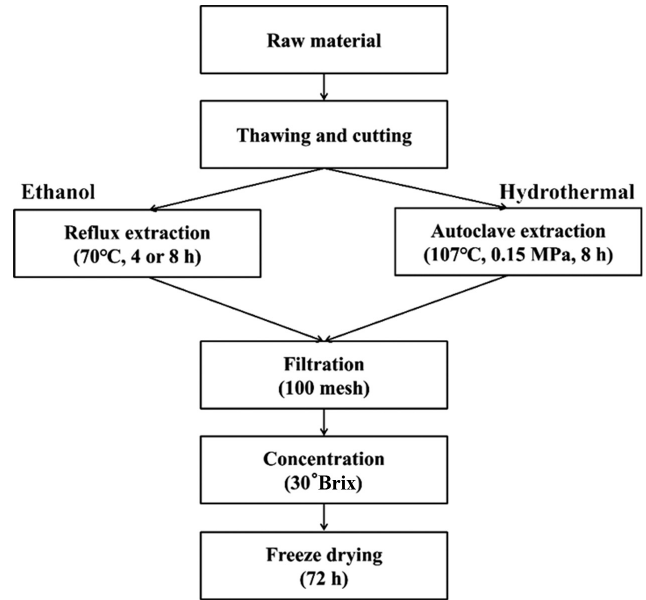 Raw material
Thawing and cutting
Ethanol
Hydrothermal
Reflux extraction
(70℃, 4 or 8 h)
Autoclave extraction
(107℃, 0.15 MPa, 8 h)
Filtration
(100 mesh)
Concentration
(30°Brix)
Freeze drying
(72 h)